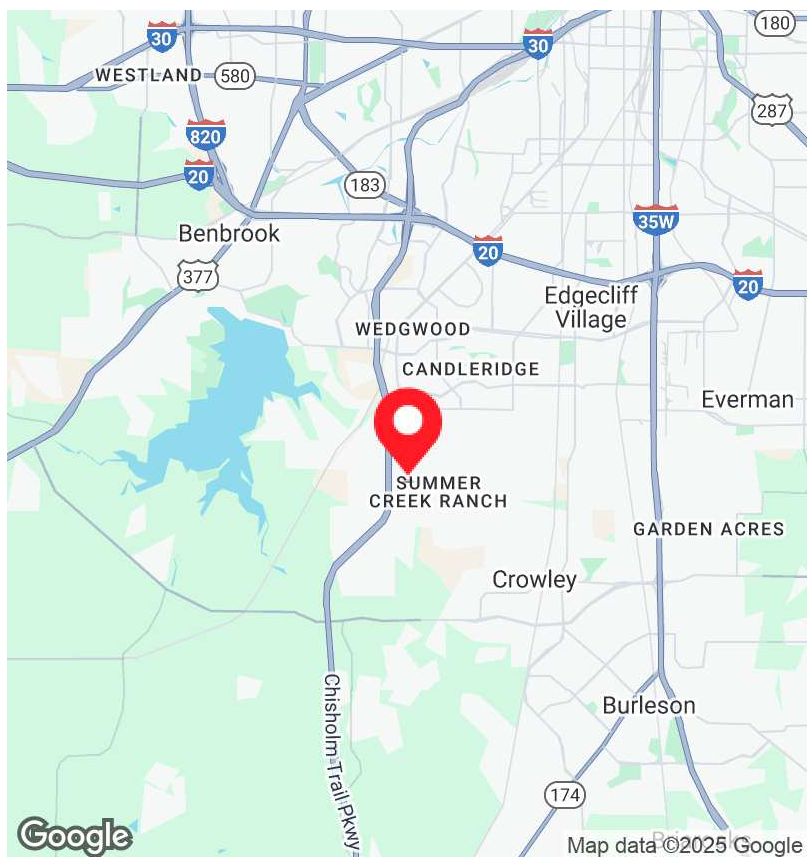 180
30
30
WESTLAND
580
287
820
20
183
35W
Benbrook
20
377
20
Edgecliff
Village
WEDGWOOD
CANDLERIDGE
Everman
SUMMER
CREEK RANCH
GARDEN ACRES
Crowley
Chisholm Trail Pkwy
Burleson
174
Google
Map data ©2025 Google